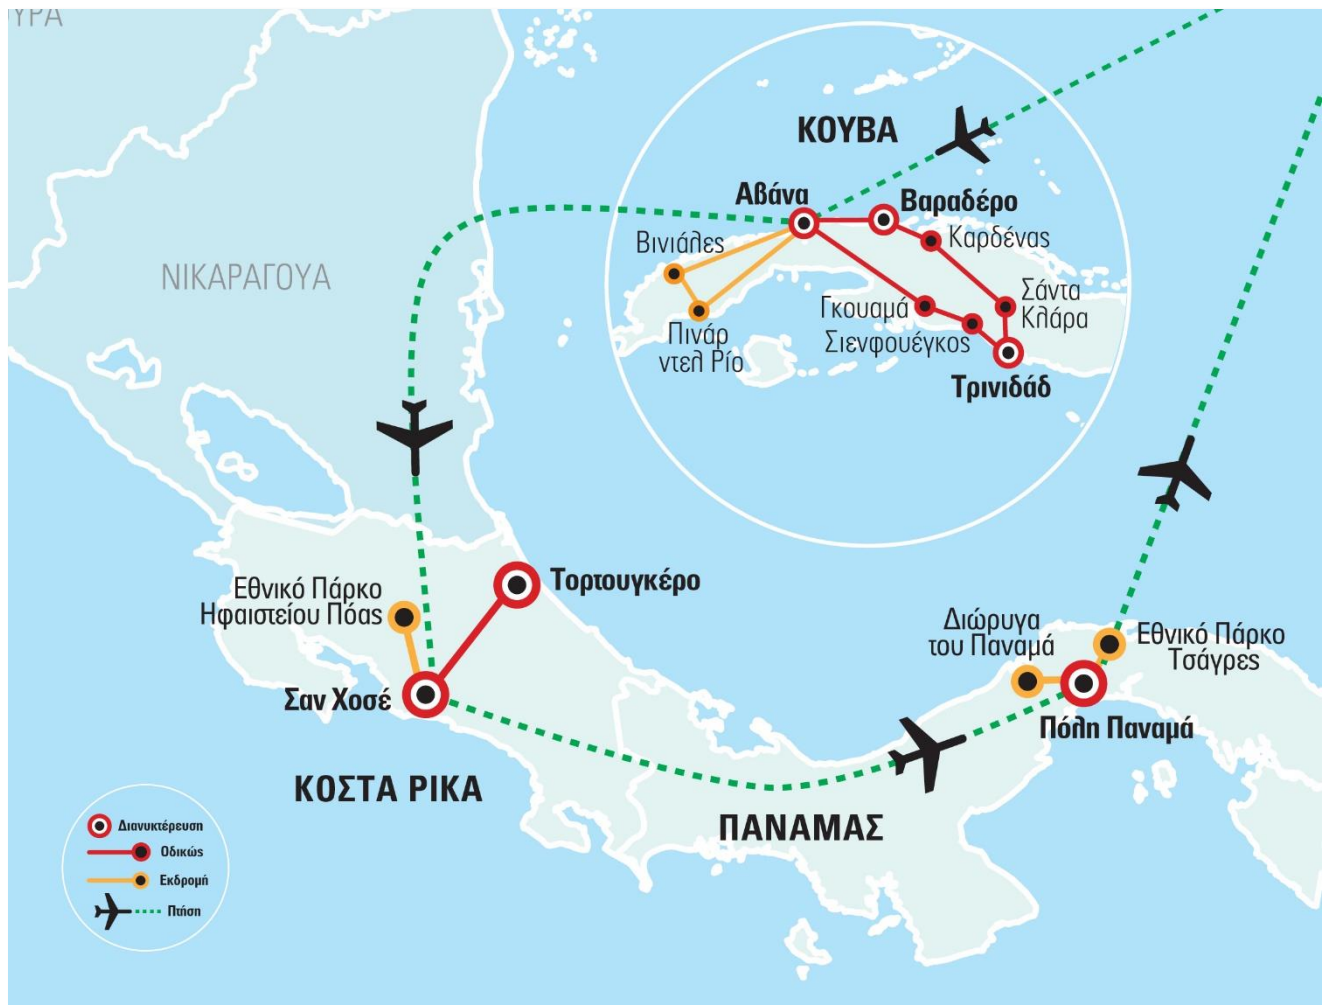 ΥΡΑ
ΚΟΥΒΑ
Αβάνα
Βαραδέρο
Καρδένας
Βινιάλες
ΝΙΚΑΡΑΓΟΥΑ
Σάντα
Κλάρα
Γκουαμά
Σιενφουέγκος
Πινάρ
ντελ Ρίο
Τρινιδάδ
Τορτουγκέρο
Εθνικό Πάρκο
Ηφαιστείου Πόας
Διώρυγα
του Παναμά
Εθνικό Πάρκο
Τσάγρες
Σαν Χοσέ
Πόλη Παναμά
ΚΟΣΤΑ ΡΙΚΑ
ΠΑΝΑΜΑΣ
Διανυκτέρευση
Οδικώς
Εκδρομή
Πτήση